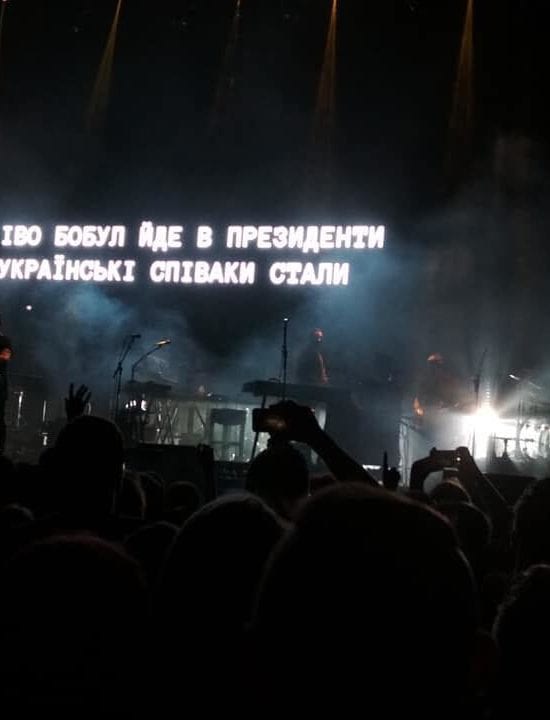 ІВО БОБУЛ ЙДЕ В ПРЕЗИДЕНТИ
УКРАЇНСЬКІ СПІВАКИ СТАЛИ